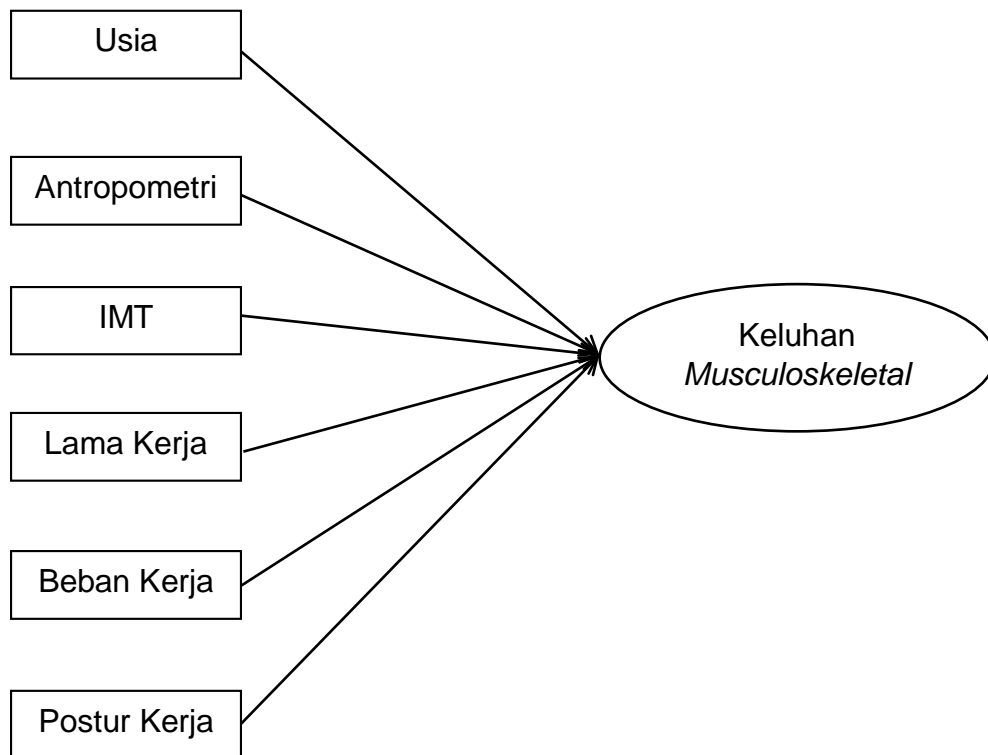 Usia
Antropometri
IMT
Lama Kerja
Beban Kerja
Postur Kerja
Keluhan
Musculoskeletal